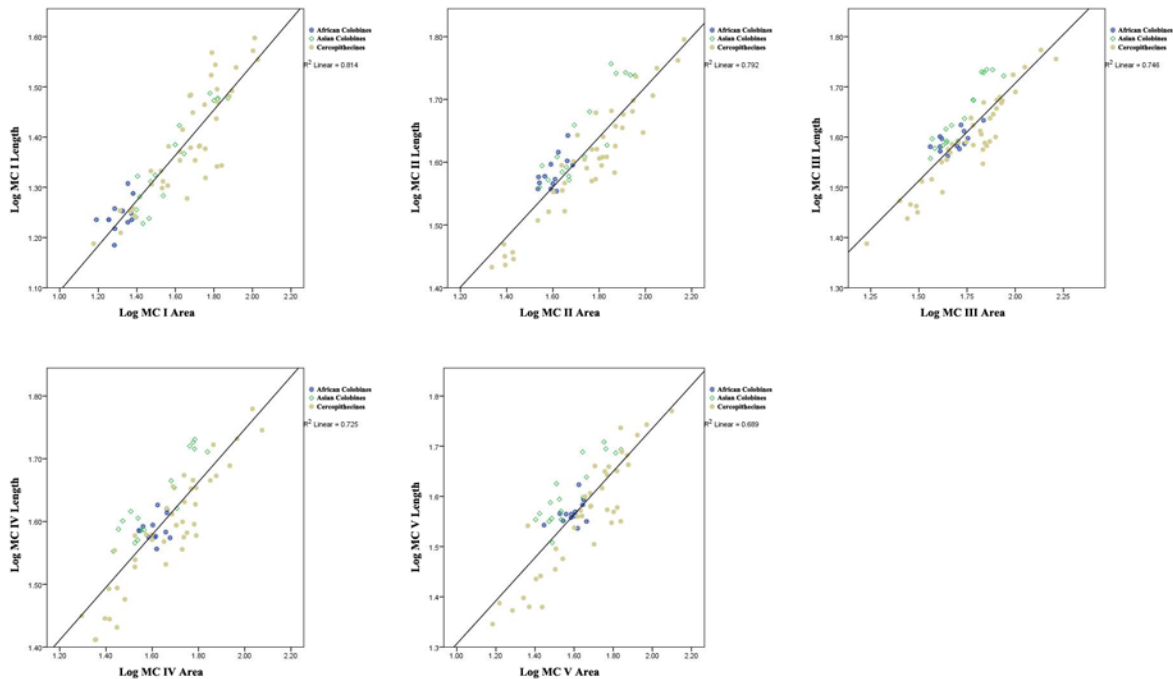 Log MC I Length
1.60
1.50
1.40
1.30
1.20
1.10
1.00 1.20 1.40 1.60 1.80 2.00 2.20
Log MC I Area
African Colobines
Asian Colobines
Cercopithecines
R² Linear = 0.814
Log MC II Length
1.80
1.70
1.60
1.50
1.40
1.20 1.40 1.60 1.80 2.00 2.20
Log MC II Area
African Colobines
Asian Colobines
Cercopithecines
R² Linear = 0.792
Log MC III Length
1.80
1.70
1.60
1.50
1.40
1.30
1.25 1.50 1.75 2.00 2.25
Log MC III Area
African Colobines
Asian Colobines
Cercopithecines
R² Linear = 0.746
Log MC IV Length
1.80
1.70
1.60
1.50
1.40
1.20 1.40 1.60 1.80 2.00 2.20
Log MC IV Area
African Colobines
Asian Colobines
Cercopithecines
R² Linear = 0.725
Log MC V Length
1.8
1.7
1.6
1.5
1.4
1.3
1.00 1.20 1.40 1.60 1.80 2.00 2.20
Log MC V Area
African Colobines
Asian Colobines
Cercopithecines
R² Linear = 0.689